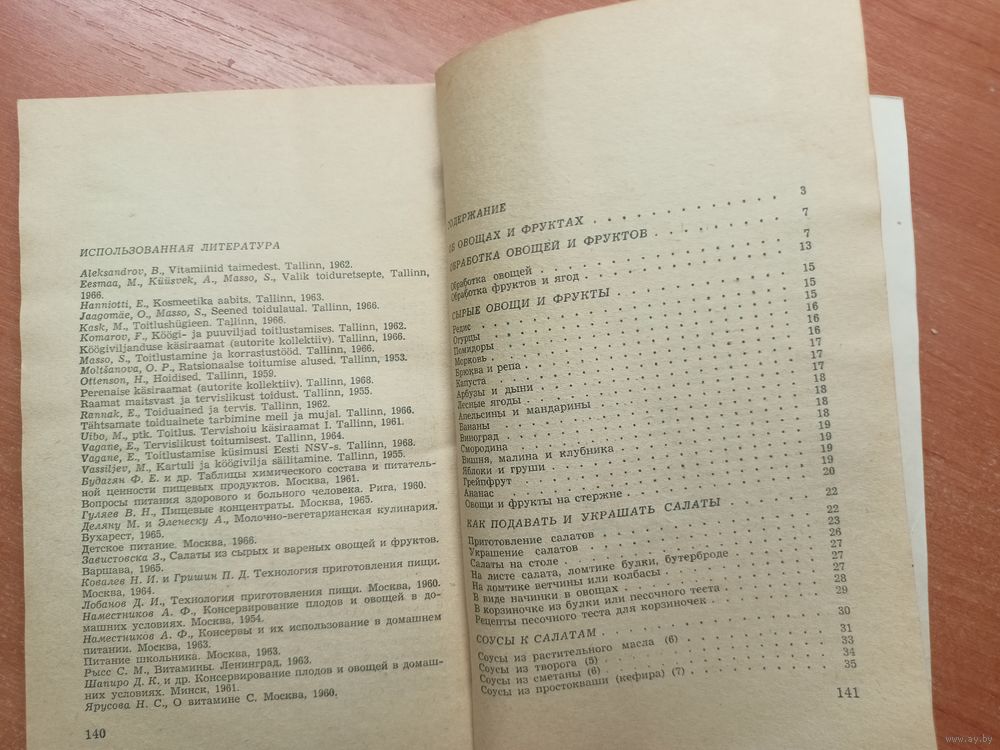 ИСПОЛЬЗОВАННАЯ ЛИТЕРАТУРА
Aleksandrov, B., Vitamiinid taimedest. Tallinn, 1962.
Eesmaa, M., Küüsvek, A., Masso, S., Valik toiduretsepte, Tallinn,
1966.
Hanniotti, E., Kosmeetika aabits. Tallinn, 1963.
Jaagomäe, O., Masso, S., Seened toidulaual. Tallinn, 1966.
Kask, M., Toitlushügieen. Tallinn, 1966.
Komarov, F., Köögi- ja puuviljad toitlustamises. Tallinn, 1962.
Köögiviljanduse käsiraamat (autorite kollektiiv). Tallinn, 1966.
Masso, S., Toitlustamine ja korrastustööd. Tallinn, 1966.
Moltšanova, O. P., Ratsionaalse toitumise alused. Tallinn, 1953.
Ottenson, H., Hoidised. Tallinn, 1959.
Perenaise käsiraamat (autorite kollektiiv). Tallinn, 1968.
Raamat maitsvast ja tervislikust toidust. Tallinn, 1955.
Rannak, E., Toiduained ja tervis. Tallinn, 1962.
Tähtsamate toiduainete tarbimine meil ja mujal. Tallinn, 1966.
Uibo, M., ptk. Toitlus. Tervishoiu käsiraamat I. Tallinn, 1961.
Vagane, E., Tervislikust toitumisest. Tallinn, 1964.
Vagane, E., Toitlustamise küsimusi Eesti NSV-s. Tallinn, 1968.
Vassiljev, M., Kartuli ja köögivilja säilitamine. Tallinn, 1955.
Будагян Ф. Е. и др. Таблицы химического состава и питатель-
ной ценности пищевых продуктов. Москва, 1961.
Вопросы питания здорового и больного человека. Рига, 1960.
Гуляев В. Н., Пищевые концентраты. Москва, 1965.
Деляну М. и Эленеску А., Молочно-вегетарианская кулинария.
Бухарест, 1965.
Детское питание. Москва, 1966.
Завистовска З., Салаты из сырых и вареных овощей и фруктов.
Варшава, 1965.
Ковалев Н. И. и Гришин П. Д. Технология приготовления пищи.
Москва, 1964.
Лобанов Д. И., Технология приготовления пищи. Москва, 1960.
Наместников А. Ф., Консервирование плодов и овощей в до-
машних условиях. Москва, 1954.
Наместников А. Ф., Консервы и их использование в домашнем
питании. Москва, 1963.
Питание школьника. Москва, 1963.
Рысс С. М., Витамины. Ленинград, 1963.
Шапиро Д. К. и др. Консервирование плодов и овощей в домаш-
них условиях. Минск, 1961.
Ярусова Н. С., О витамине С. Москва, 1960.
140
СОДЕРЖАНИЕ
ОБ ОВОЩАХ И ФРУКТАХ . . . . . . . . . . 3
ОБРАБОТКА ОВОЩЕЙ И ФРУКТОВ . . . . . . . 7
Обработка овощей . . . . . . . . . . 7
Обработка фруктов и ягод . . . . . . . . . . 13
СЫРЫЕ ОВОЩИ И ФРУКТЫ . . . . . . . . . . 15
Редис . . . . . . . . . . 15
Огурцы . . . . . . . . . . 15
Помидоры . . . . . . . . . . 16
Морковь . . . . . . . . . . 16
Брюква и репа . . . . . . . . . . 16
Капуста . . . . . . . . . . 17
Арбузы и дыни . . . . . . . . . . 17
Лесные ягоды . . . . . . . . . . 17
Апельсины и мандарины . . . . . . . . . . 18
Бананы . . . . . . . . . . 18
Виноград . . . . . . . . . . 18
Смородина . . . . . . . . . . 18
Вишня, малина и клубника . . . . . . . . . . 19
Яблоки и груши . . . . . . . . . . 19
Грейпфрут . . . . . . . . . . 19
Ананас . . . . . . . . . . 19
Овощи и фрукты на стержне . . . . . . . . . . 20
КАК ПОДАВАТЬ И УКРАШАТЬ САЛАТЫ . . . . . 22
Приготовление салатов . . . . . . . . . . 22
Украшение салатов . . . . . . . . . . 23
Салаты на столе . . . . . . . . . . 26
На листе салата, ломтике булки, бутерброде . . . . . 27
На ломтике ветчины или колбасы . . . . . . . . 27
В виде начинки в овощах . . . . . . . . . . 27
В корзиночке из булки или песочного теста . . . . . 28
Рецепты песочного теста для корзиночек . . . . . . 29
СОУСЫ К САЛАТАМ . . . . . . . . . . 30
Соусы из растительного масла (6) . . . . . . . . 31
Соусы из творога (5) . . . . . . . . . . 33
Соусы из сметаны (6) . . . . . . . . . . 34
Соусы из простокваши (кефира) (7) . . . . . . . . 35
141
www.ay.by